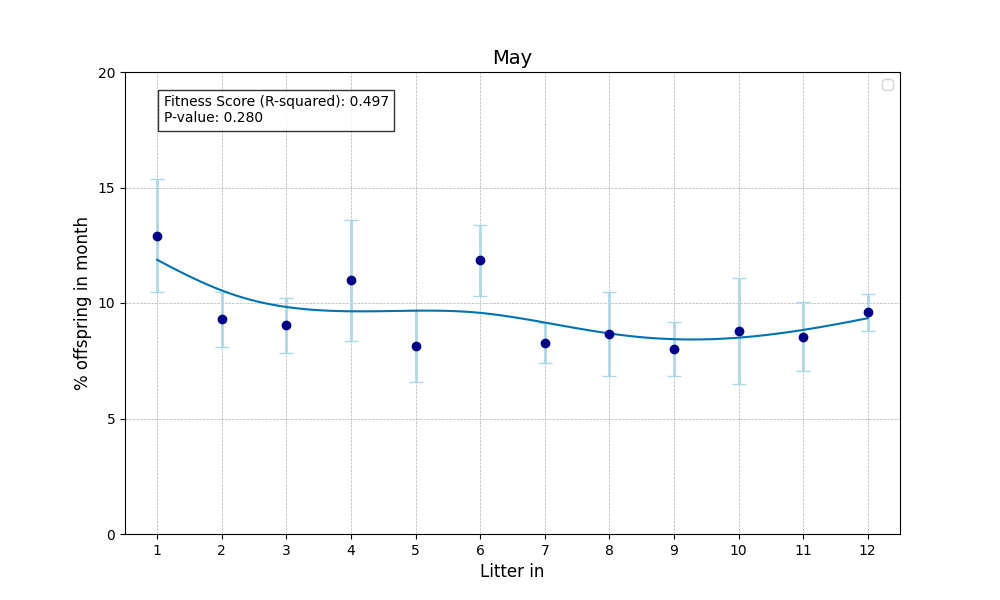 May
Fitness Score (R-squared): 0.497
P-value: 0.280
% offspring in month
20
15
10
5
0
1 2 3 4 5 6 7 8 9 10 11 12
Litter in